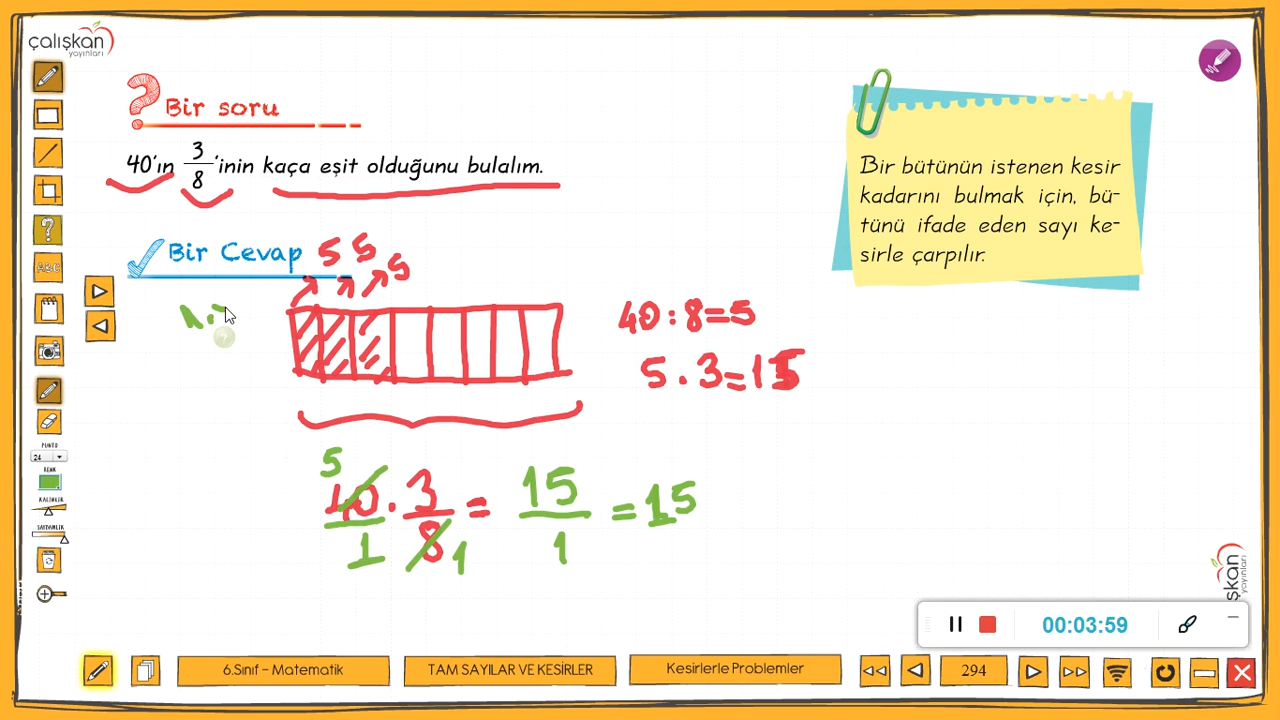 çalışkan
yayınları
Bir soru
40'ın 3/8'inin kaça eşit olduğunu bulalım.
Bir bütünün istenen kesir
kadarını bulmak için, bü-
tünü ifade eden sayı ke-
sirle çarpılır.
Bir Cevap
5 5 5
40:8=5
5.3=15
5
40/1 . 3/8 = 15/1 = 15
1
ABC
PUNTO
24
RENK
KALINLIK
SAYDAMLIK
şkan
yayınları
00:03:59
6.Sınıf - Matematik
TAM SAYILAR VE KESİRLER
Kesirlerle Problemler
294